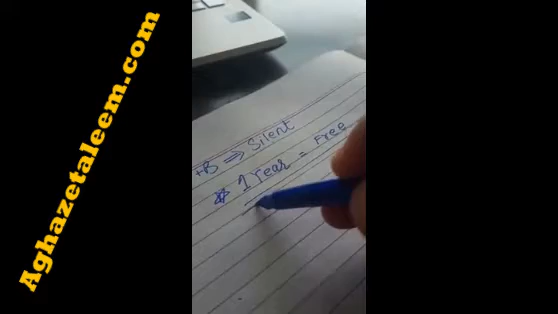 Aghazetaleem.com
+B ⇒ Silent
1 Year = Free